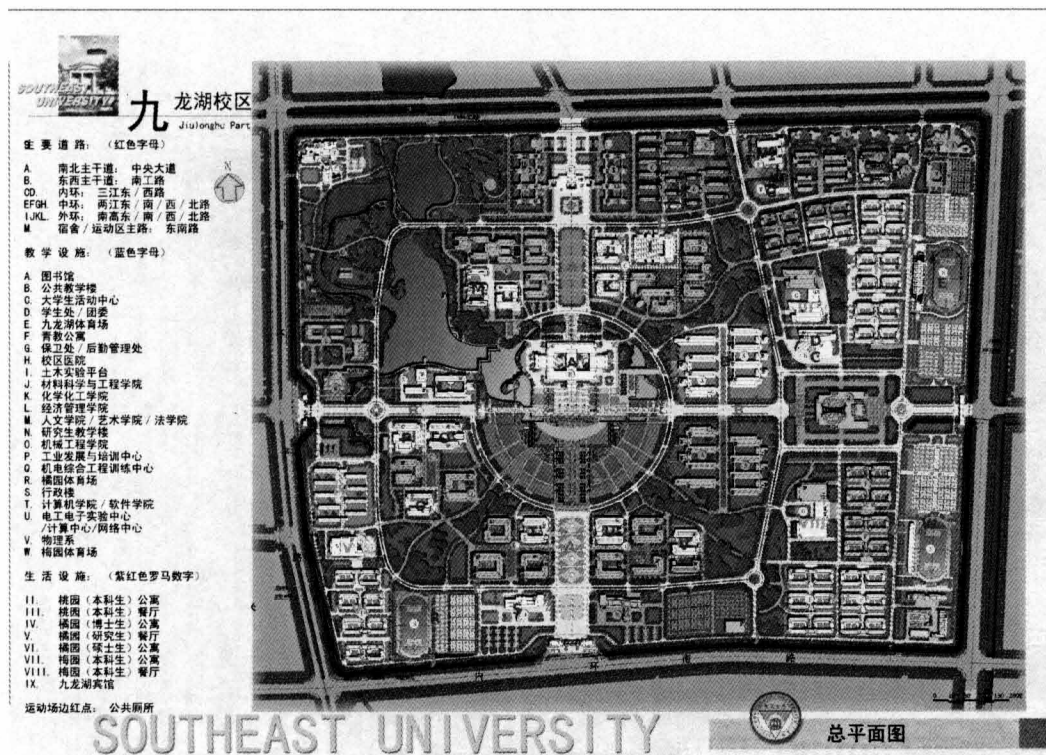 SOUTHEAST
UNIVERSITY!
九 龙湖校区
Jiulonghu Part
主要道路：（红色字母）
N
A. 南北主干道：中央大道
B. 东西主干道：南工路
CD. 内环：三江东/西路
EFGH. 中环：两江东/南/西/北路
IJKL. 外环：南高东/南/西/北路
M. 宿舍/运动区主路：东南路
教学设施：（蓝色字母）
A. 图书馆
B. 公共教学楼
C. 大学生活动中心
D. 学生处/团委
E. 九龙湖体育场
F. 青教公寓
G. 保卫处/后勤管理处
H. 校区医院
I. 土木实验平台
J. 材料科学与工程学院
K. 化学化工学院
L. 经济管理学院
M. 人文学院/艺术学院/法学院
N. 研究生教学楼
O. 机械工程学院
P. 工业发展与培训中心
Q. 机电综合工程训练中心
R. 橘园体育场
S. 行政楼
T. 计算机学院/软件学院
U. 电工电子实验中心
/计算中心/网络中心
V. 物理系
W. 梅园体育场
生活设施：（紫红色罗马数字）
II. 桃园（本科生）公寓
III. 桃园（本科生）餐厅
IV. 橘园（博士生）公寓
V. 橘园（研究生）餐厅
VI. 橘园（硕士生）公寓
VII. 梅园（本科生）公寓
VIII. 梅园（本科生）餐厅
IX. 九龙湖宾馆
运动场边红点：公共厕所
SOUTHEAST UNIVERSITY
总平面图